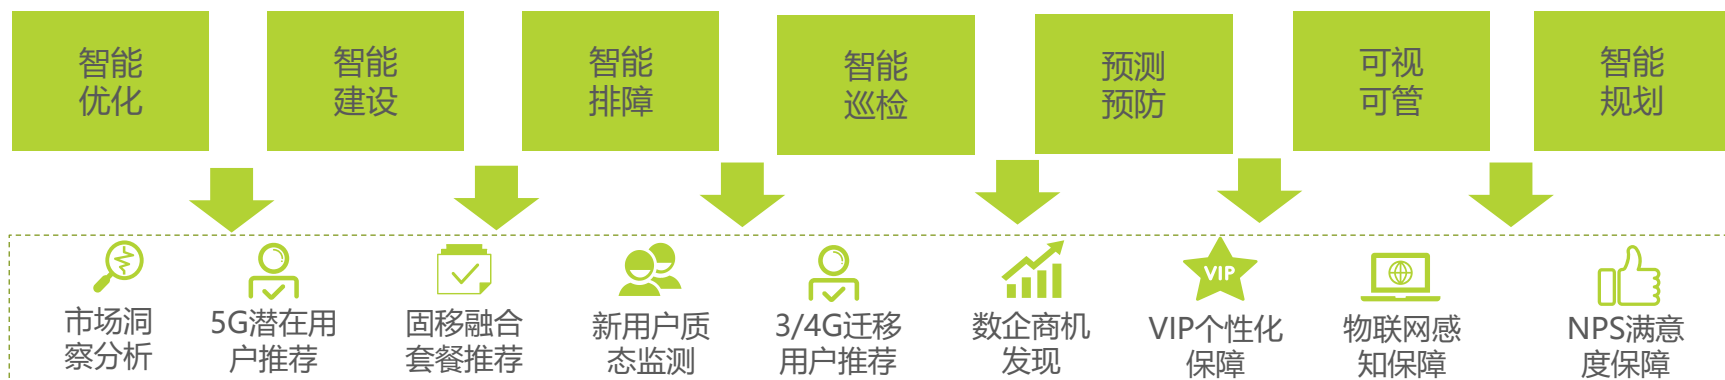 智能
优化
智能
建设
智能
排障
智能
巡检
预测
预防
可视
可管
智能
规划
市场洞
察分析
5G潜在用
户推荐
固移融合
套餐推荐
新用户质
态监测
3/4G迁移
用户推荐
数企商机
发现
VIP
VIP个性化
保障
物联网感
知保障
NPS满意
度保障